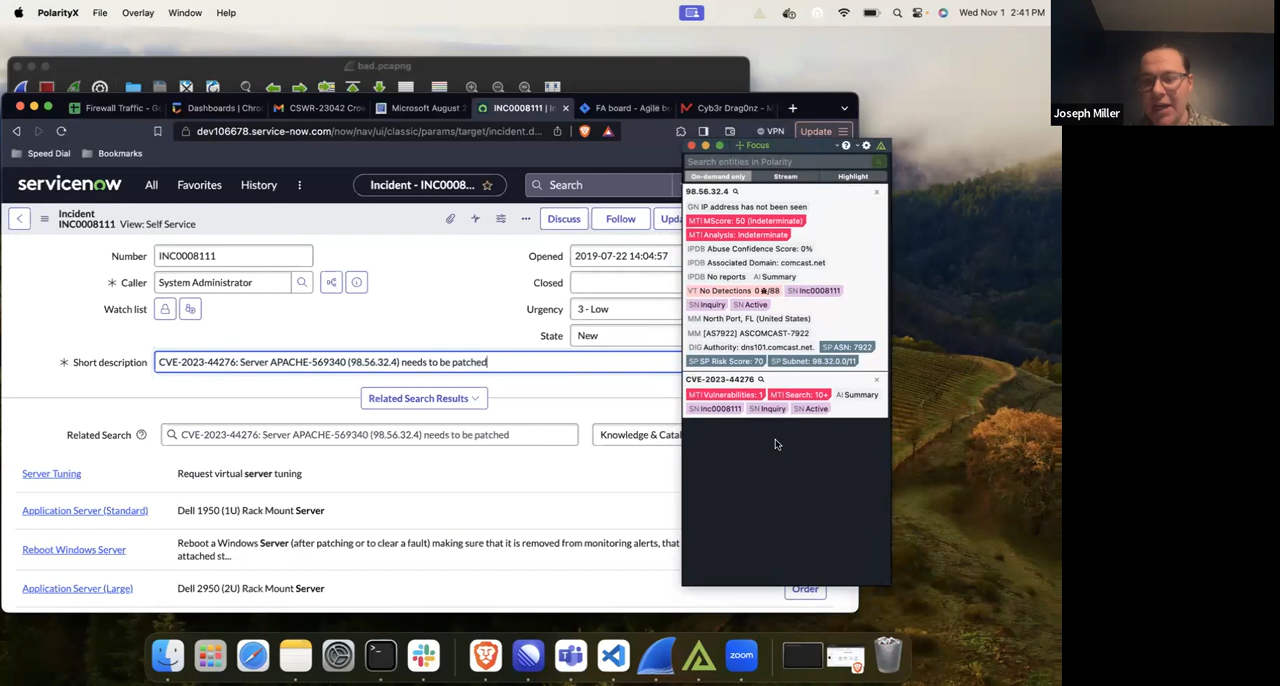 PolarityX File Overlay Window Help
Wed Nov 1 2:41 PM
Joseph Miller
bad.pcapng
Firewall Traffic - Go
Dashboards | Chro
CSWR-23042 Crow
Microsoft August 2
INC0008111 | In
FA board - Agile bo
Cyb3r Drag0nz - M
dev106678.service-now.com/now/nav/ui/classic/params/target/incident.d...
VPN
Update
Speed Dial
Bookmarks
servicenow
All
Favorites
History
Incident - INC0008...
Search
Incident
INC0008111 View: Self Service
Discuss
Follow
Upda
Number
INC0008111
Opened
2019-07-22 14:04:57
Caller
System Administrator
Closed
Watch list
Urgency
3 - Low
State
New
Short description
CVE-2023-44276: Server APACHE-569340 (98.56.32.4) needs to be patched
Related Search Results
Related Search
CVE-2023-44276: Server APACHE-569340 (98.56.32.4) needs to be patched
Knowledge & Catal
Server Tuning
Request virtual server tuning
Application Server (Standard)
Dell 1950 (1U) Rack Mount Server
Reboot Windows Server
Reboot a Windows Server (after patching or to clear a fault) making sure that it is removed from monitoring alerts, that
attached st...
Application Server (Large)
Dell 2950 (2U) Rack Mount Server
Order
Focus
Search entities in Polarity
On-demand only
Stream
Highlight
98.56.32.4
GN IP address has not been seen
MTI MScore: 50 (indeterminate)
MTI Analysis: Indeterminate
IPDB Abuse Confidence Score: 0%
IPDB Associated Domain: comcast.net
IPDB No reports AI Summary
VT No Detections 0 /88 SN Inc0008111
SN Inquiry SN Active
MM North Port, FL (United States)
MM [AS7922] ASCOMCAST-7922
DIG Authority: dns101.comcast.net. SP ASN: 7922
SP SP Risk Score: 70 SP Subnet: 98.32.0.0/11
CVE-2023-44276
MTI Vulnerabilities: 1 MTI Search: 10+ AI Summary
SN Inc0008111 SN Inquiry SN Active
zoom